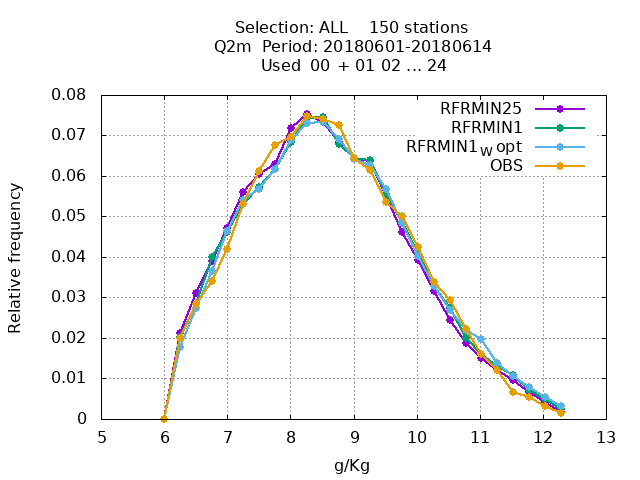 Selection: ALL    150 stations
Q2m  Period: 20180601-20180614
Used  00  + 01 02 ... 24
RFRMIN25
RFRMIN1
RFRMIN1wopt
OBS
Relative frequency
0.08
0.07
0.06
0.05
0.04
0.03
0.02
0.01
0
5 6 7 8 9 10 11 12 13
g/Kg